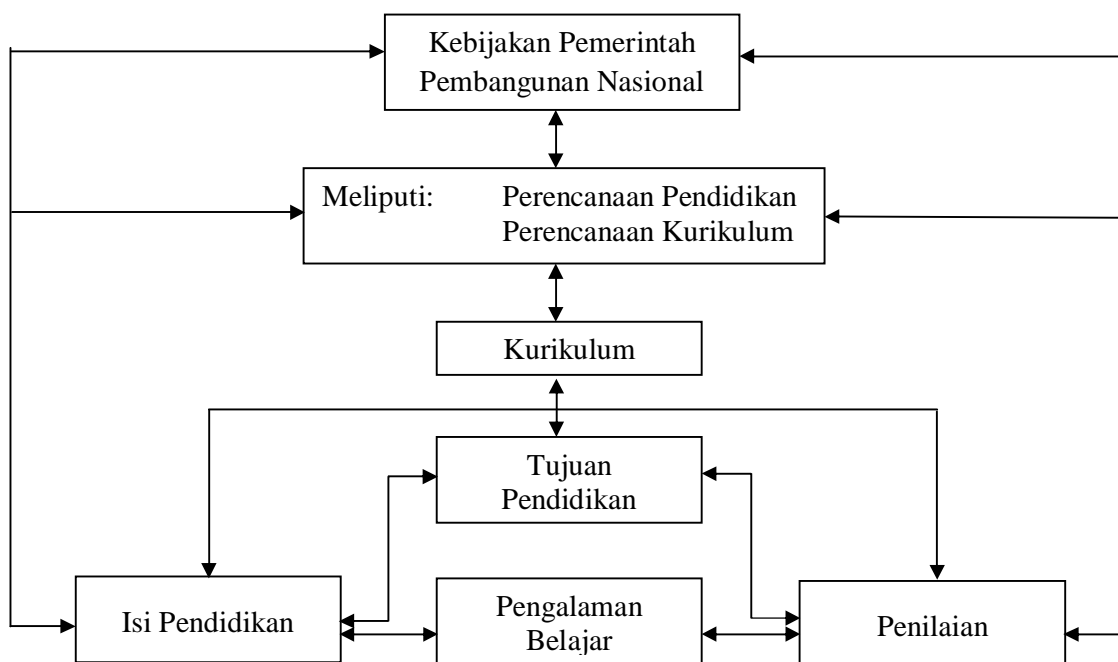 Kebijakan Pemerintah
Pembangunan Nasional
Meliputi: Perencanaan Pendidikan
Perencanaan Kurikulum
Kurikulum
Tujuan
Pendidikan
Isi Pendidikan
Pengalaman
Belajar
Penilaian